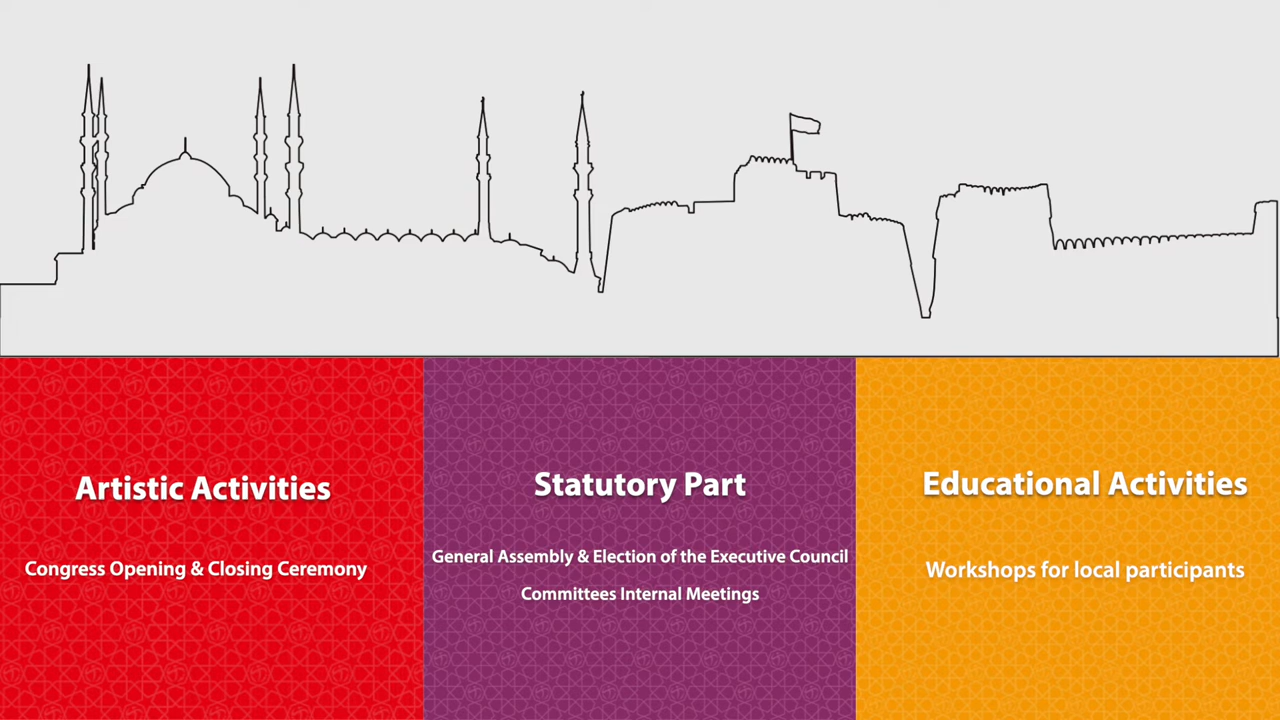 Artistic Activities
Congress Opening & Closing Ceremony
Statutory Part
General Assembly & Election of the Executive Council
Committees Internal Meetings
Educational Activities
Workshops for local participants